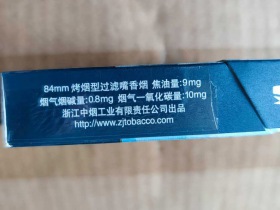 84mm 烤烟型过滤嘴香烟 焦油量:9mg
烟气烟碱量:0.8mg 烟气一氧化碳量:10mg
浙江中烟工业有限责任公司出品
http://www.zjtobacco.com